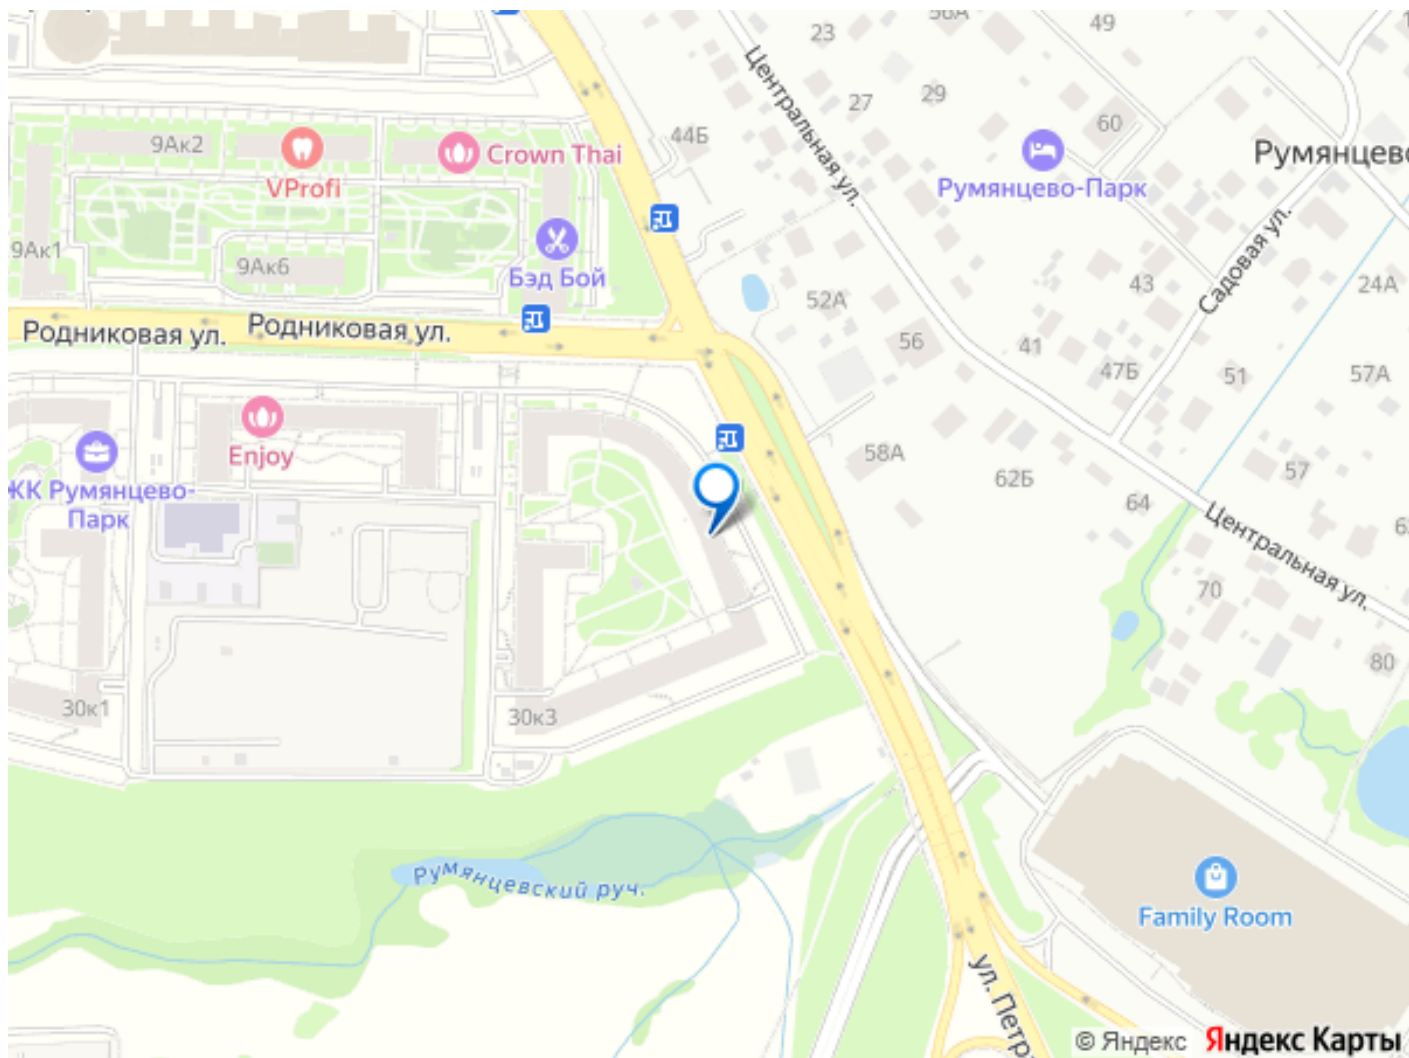 56А
49
23
27
29
60
44Б
Центральная ул.
9Ак2
VProfi
Crown Thai
Румянцево-Парк
Румянцево
Садовая ул.
9Ак1
9Ак6
Бэд Бой
52А
43
24А
Родниковая ул.
Родниковая ул.
56
41
47Б
51
57А
Enjoy
58А
62Б
64
57
ЖК Румянцево-
Парк
Центральная ул.
70
80
30к1
30к3
Румянцевский руч.
Family Room
ул. Петра
© Яндекс Яндекс Карты